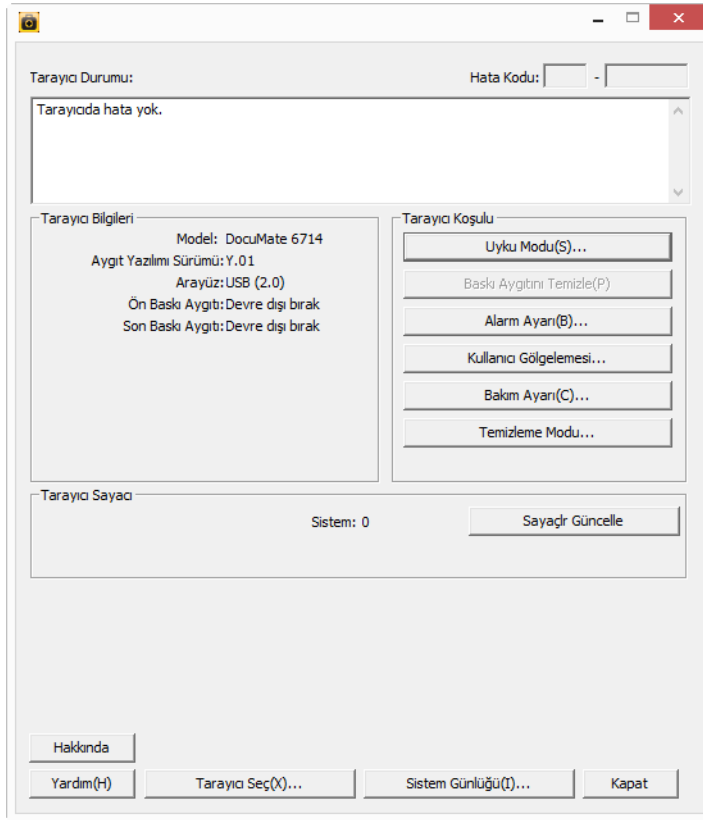 Tarayıcı Durumu:
Hata Kodu: -
Tarayıcıda hata yok.
Tarayıcı Bilgileri
Model: DocuMate 6714
Aygıt Yazılımı Sürümü:Y.01
Arayüz:USB (2.0)
Ön Baskı Aygıtı:Devre dışı bırak
Son Baskı Aygıtı:Devre dışı bırak
Tarayıcı Koşulu
Uyku Modu(S)...
Baskı Aygıtını Temizle(P)
Alarm Ayarı(B)...
Kullanıcı Gölgelemesi...
Bakım Ayarı(C)...
Temizleme Modu...
Tarayıcı Sayacı
Sistem: 0
Sayaçlr Güncelle
Hakkında
Yardım(H)
Tarayıcı Seç(X)...
Sistem Günlüğü(I)...
Kapat